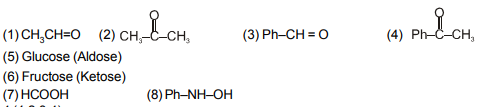 (1) CH₃CH=O (2) CH₃–C(=O)–CH₃ (3) Ph–CH = O (4) Ph–C(=O)–CH₃
(5) Glucose (Aldose)
(6) Fructose (Ketose)
(7) HCOOH (8) Ph–NH–OH